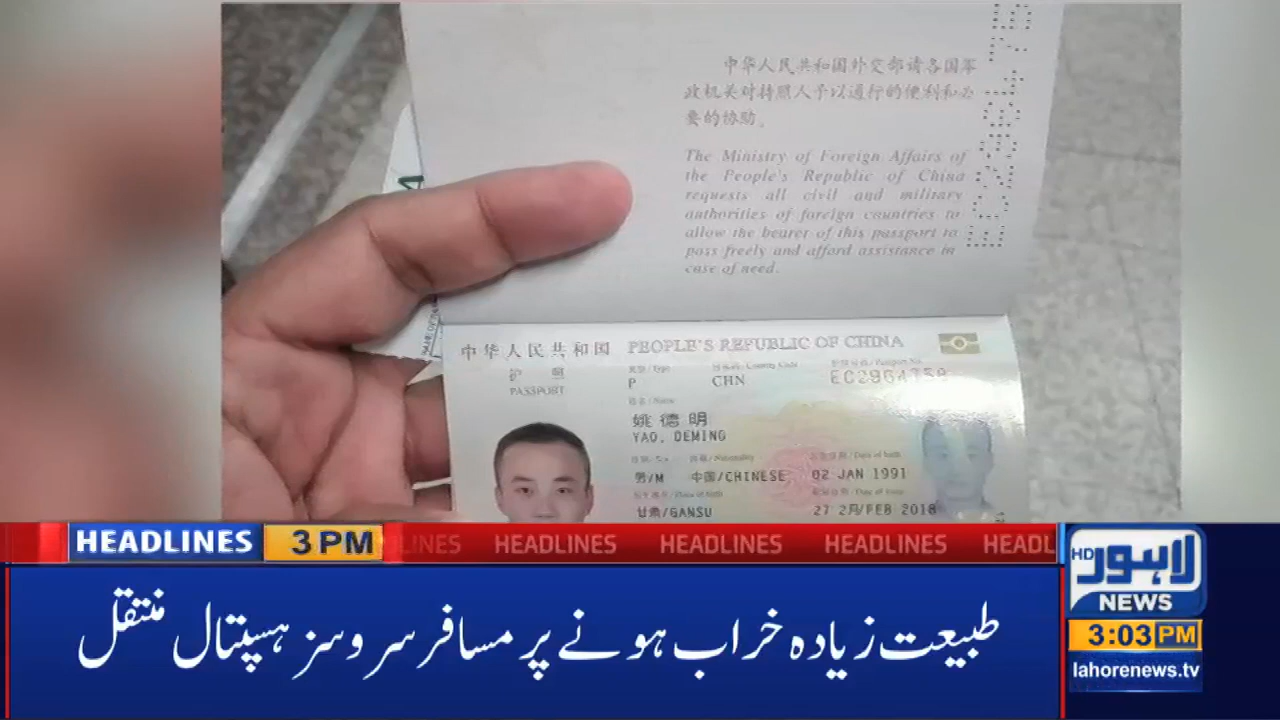 中华人民共和国外交部请各国军
政机关对持照人予以通行的便利和必
要的协助。
The Ministry of Foreign Affairs of
the People's Republic of China
requests all civil and military
authorities of foreign countries to
allow the bearer of this passport to
pass freely and afford assistance in
case of need.
中华人民共和国 PEOPLE'S REPUBLIC OF CHINA
护 照
PASSPORT
P CHN
姚德明
YAO, DEMING
男/M 中国/CHINESE 02 JAN 1991
甘肃/GANSU 27 2月/FEB 2018
HEADLINES 3 PM HEADLINES HEADLINES HEADLINES
طبیعت زیادہ خراب ہونے پر مسافر سروسز ہسپتال منتقل
HD لاہور
NEWS
3:03 PM
lahorenews.tv